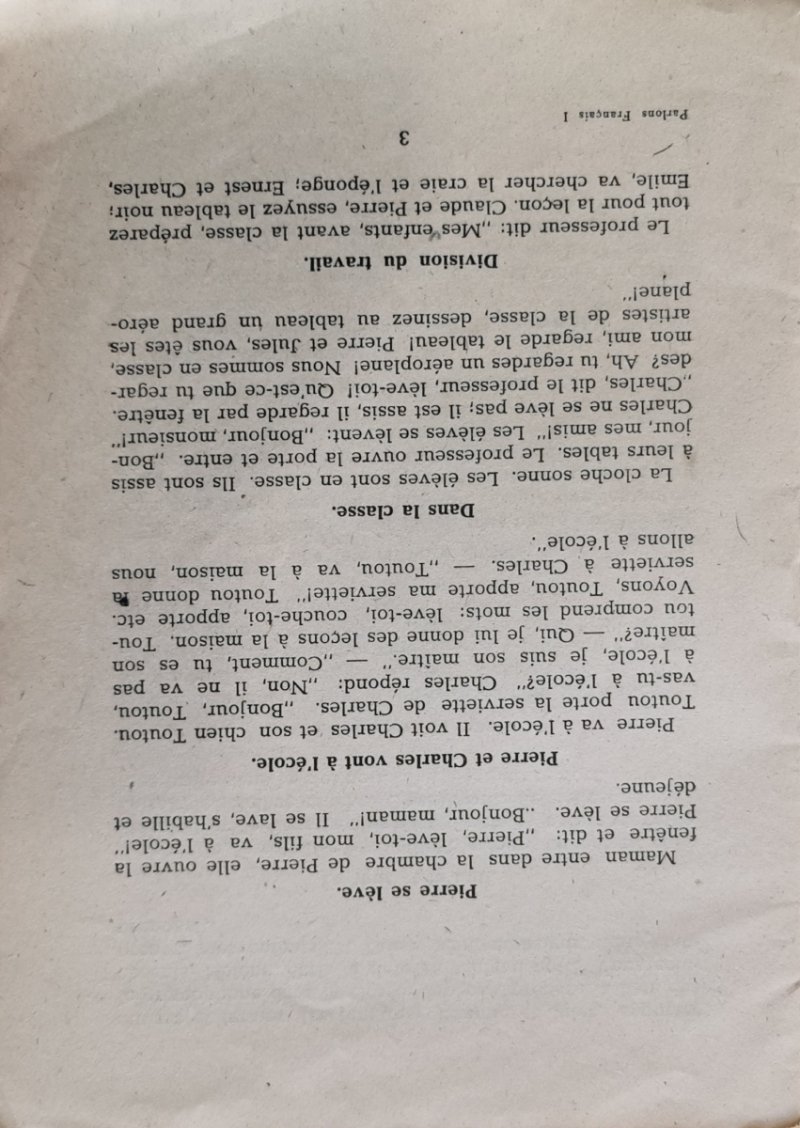 Pierre se lève.
Maman entre dans la chambre de Pierre, elle ouvre la
fenêtre et dit: „Pierre, lève-toi, mon fils, va à l'école!"
Pierre se lève. „Bonjour, maman!" Il se lave, s'habille et
déjeune.
Pierre et Charles vont à l'école.
Pierre va à l'école. Il voit Charles et son chien Toutou.
Toutou porte la serviette de Charles. „Bonjour, Toutou,
vas-tu à l'école?" Charles répond: „Non, il ne va pas
à l'école, je suis son maître." — „Comment, tu es son
maître?" — Qui, je lui donne des leçons à la maison. Tou-
tou comprend les mots: lève-toi, couche-toi, apporte etc.
Voyons, Toutou, apporte ma serviette!" Toutou donne la
serviette à Charles. — „Toutou, va à la maison, nous
allons à l'école".
Dans la classe.
La cloche sonne. Les élèves sont en classe. Ils sont assis
à leurs tables. Le professeur ouvre la porte et entre. „Bon-
jour, mes amis!" Les élèves se lèvent: „Bonjour, monsieur!"
Charles ne se lève pas; il est assis, il regarde par la fenêtre.
„Charles, dit le professeur, lève-toi! Qu'est-ce que tu regar-
des? Ah, tu regardes un aéroplane! Nous sommes en classe,
mon ami, regarde le tableau! Pierre et Jules, vous êtes les
artistes de la classe, dessinez au tableau un grand aéro-
plane!"
Division du travail.
Le professeur dit: „Mes enfants, avant la classe, préparez
tout pour la leçon. Claude et Pierre, essuyez le tableau noir;
Emile, va chercher la craie et l'éponge; Ernest et Charles,
3
Parlons Français I